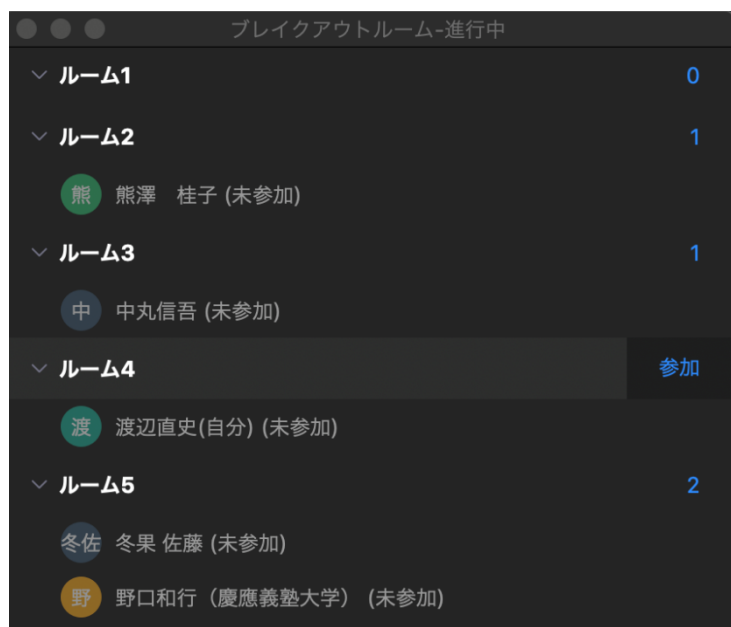 ブレイクアウトルーム-進行中
ルーム1 0
ルーム2 1
熊 熊澤　桂子 (未参加)
ルーム3 1
中 中丸信吾 (未参加)
ルーム4 参加
渡 渡辺直史(自分) (未参加)
ルーム5 2
冬佐 冬果 佐藤 (未参加)
野 野口和行（慶應義塾大学） (未参加)